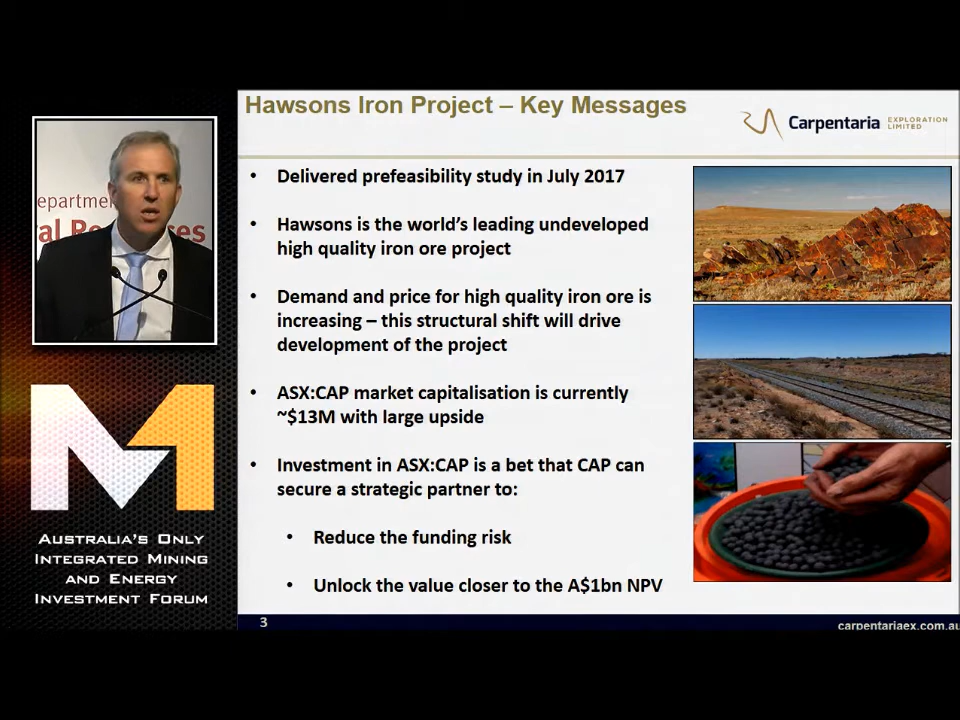 Hawsons Iron Project – Key Messages
Carpentaria EXPLORATION LIMITED
• Delivered prefeasibility study in July 2017
• Hawsons is the world's leading undeveloped
high quality iron ore project
• Demand and price for high quality iron ore is
increasing – this structural shift will drive
development of the project
• ASX:CAP market capitalisation is currently
~$13M with large upside
• Investment in ASX:CAP is a bet that CAP can
secure a strategic partner to:
• Reduce the funding risk
• Unlock the value closer to the A$1bn NPV
3
carpentariaex.com.au
epartme
al Re
ses
AUSTRALIA'S ONLY
INTEGRATED MINING
AND ENERGY
INVESTMENT FORUM